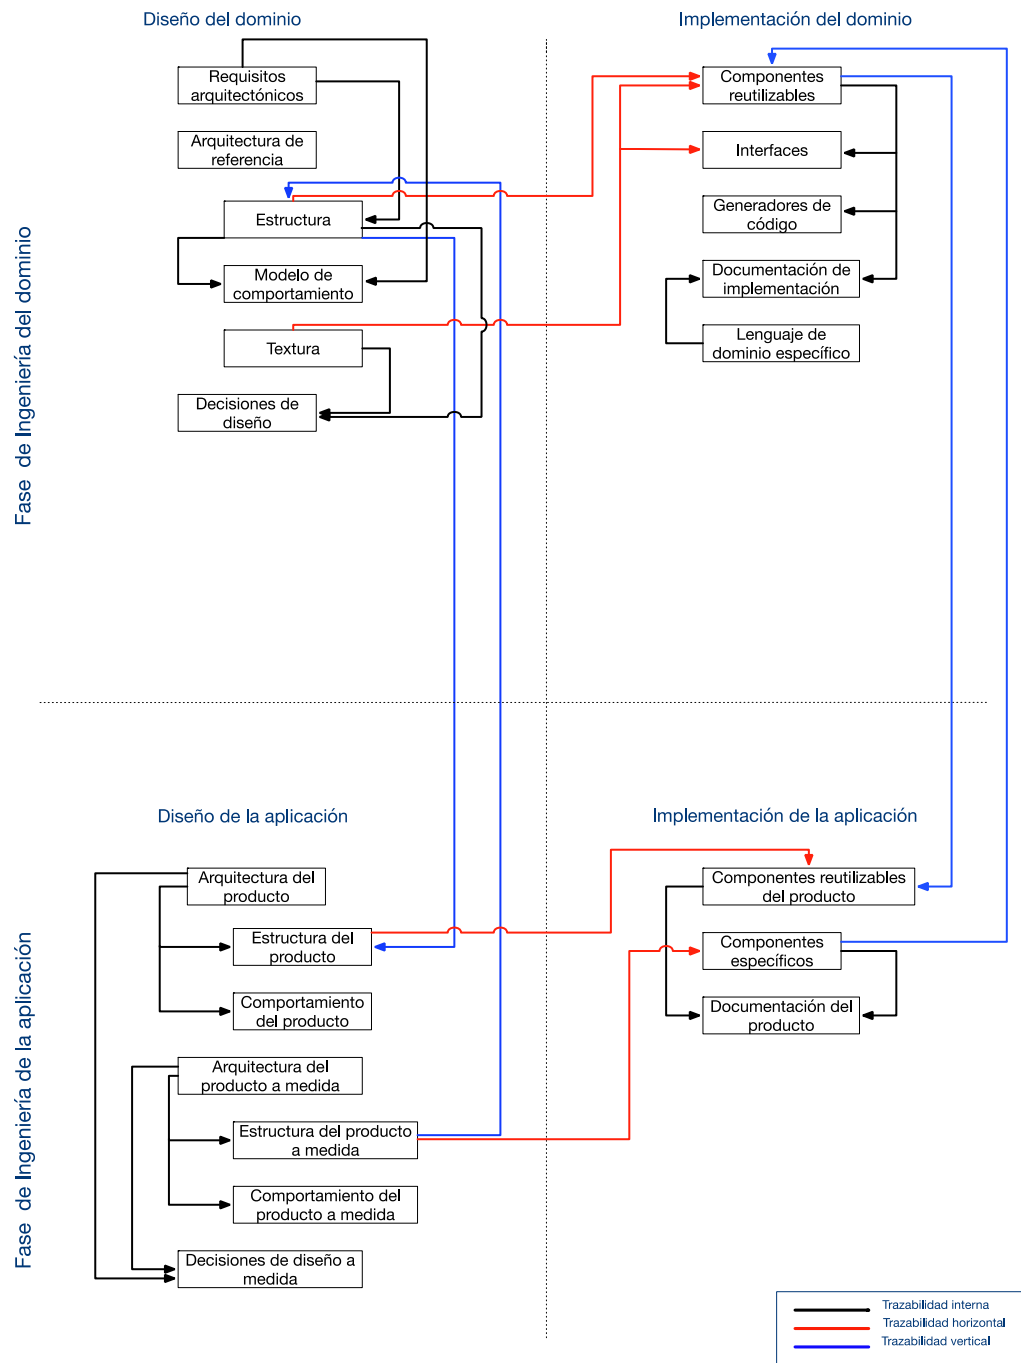 Diseño del dominio
Implementación del dominio
Requisitos
arquitectónicos
Arquitectura de
referencia
Estructura
Modelo de
comportamiento
Textura
Decisiones de
diseño
Componentes
reutilizables
Interfaces
Generadores de
código
Documentación de
implementación
Lenguaje de
dominio específico
Fase de Ingeniería del dominio
Diseño de la aplicación
Implementación de la aplicación
Arquitectura del
producto
Estructura del
producto
Comportamiento
del producto
Arquitectura del
producto a medida
Estructura del producto
a medida
Comportamiento del
producto a medida
Decisiones de diseño a
medida
Componentes reutilizables
del producto
Componentes
específicos
Documentación del
producto
Fase de Ingeniería de la aplicación
Trazabilidad interna
Trazabilidad horizontal
Trazabilidad vertical